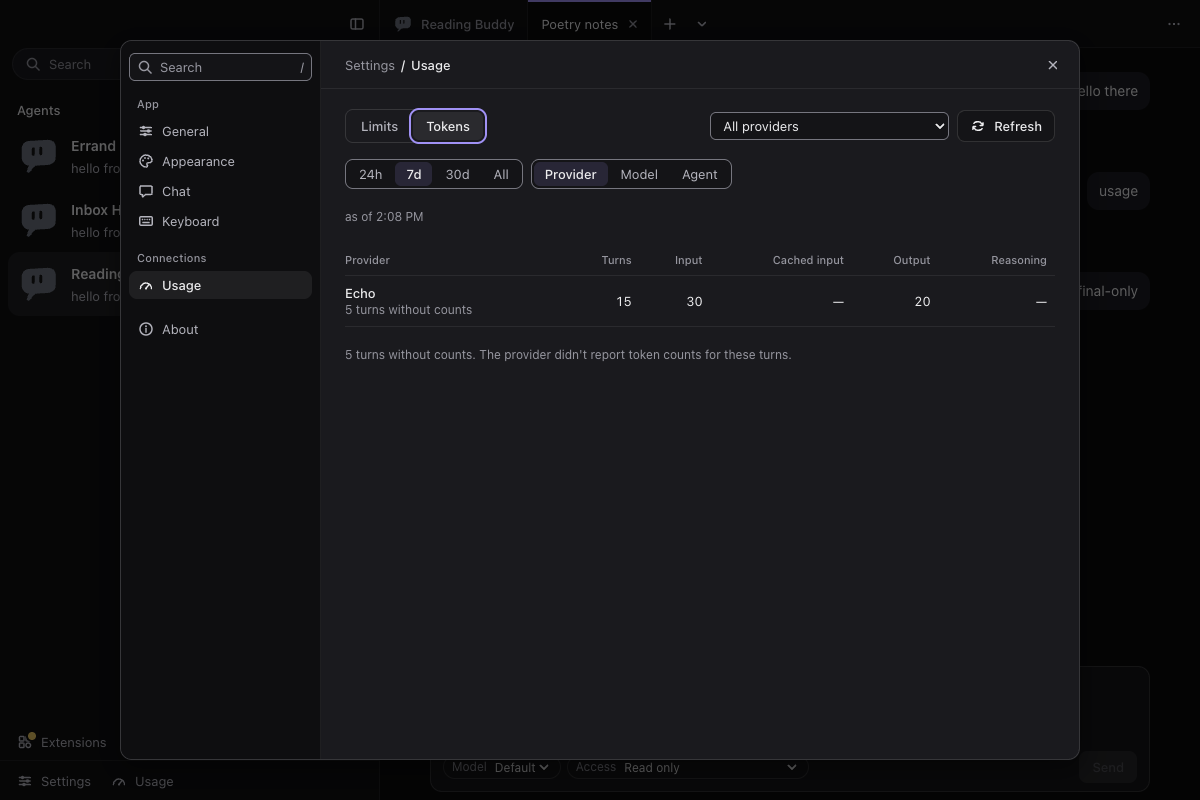 Reading Buddy
Poetry notes
Search
Agents
Errand
hello fro
Inbox H
hello fro
Reading
hello fro
Extensions
Settings
Usage
Search /
App
General
Appearance
Chat
Keyboard
Connections
Usage
About
Settings / Usage
Limits Tokens
All providers
Refresh
24h 7d 30d All
Provider Model Agent
as of 2:08 PM
Provider Turns Input Cached input Output Reasoning
Echo
5 turns without counts
15 30 — 20 —
5 turns without counts. The provider didn't report token counts for these turns.
ello there
usage
final-only
Model Default Access Read only
Send